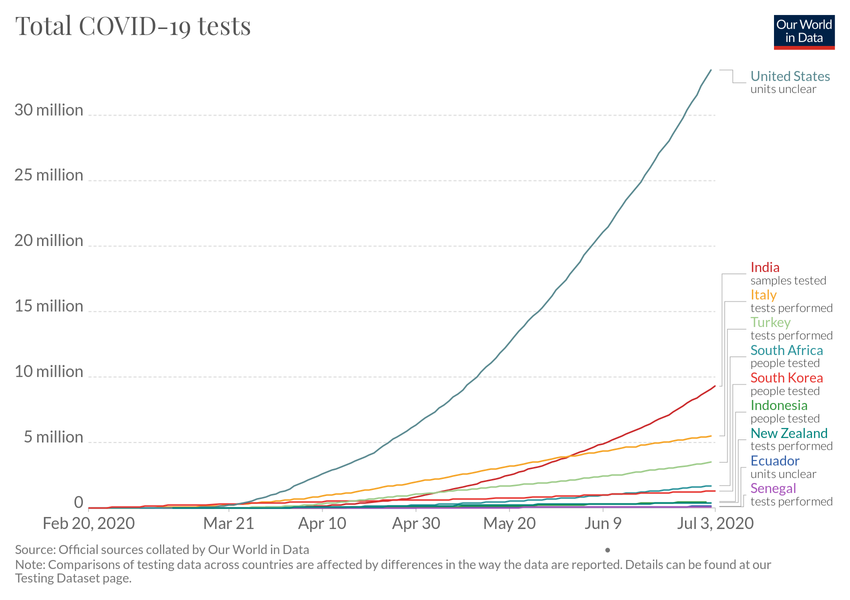 Total COVID-19 tests
Our World
in Data
United States
units unclear
30 million
25 million
20 million
15 million
10 million
5 million
0
India
samples tested
Italy
tests performed
Turkey
tests performed
South Africa
people tested
South Korea
people tested
Indonesia
people tested
New Zealand
tests performed
Ecuador
units unclear
Senegal
tests performed
Feb 20, 2020
Mar 21
Apr 10
Apr 30
May 20
Jun 9
Jul 3, 2020
Source: Official sources collated by Our World in Data
Note: Comparisons of testing data across countries are affected by differences in the way the data are reported. Details can be found at our
Testing Dataset page.